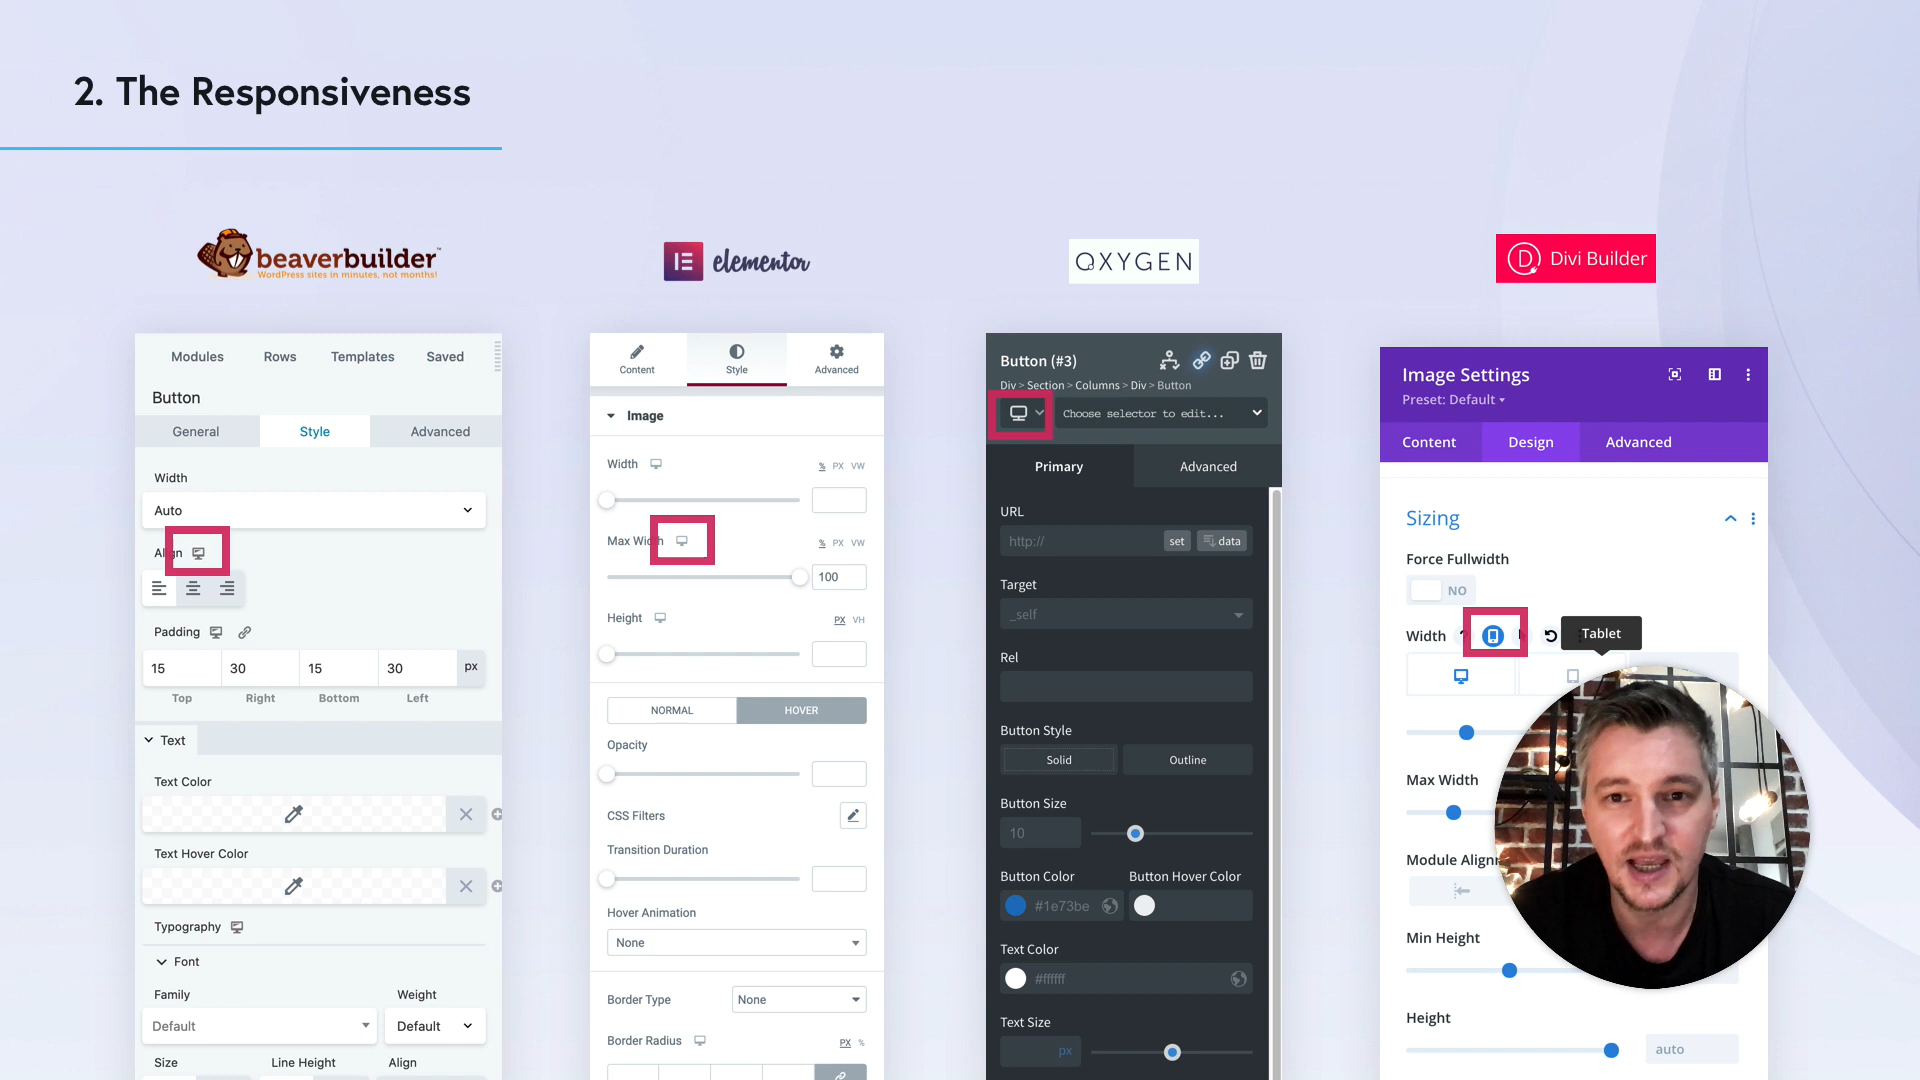 2. The Responsiveness
beaverbuilder™
WordPress sites in minutes, not months!
Modules Rows Templates Saved
Button
General Style Advanced
Width
Auto
Align
Padding
15 30 15 30 px
Top Right Bottom Left
Text
Text Color
Text Hover Color
Typography
Font
Family Weight
Default Default
Size Line Height Align
elementor
Content Style Advanced
Image
Width % PX VW
Max Width % PX VW
100
Height PX VH
NORMAL HOVER
Opacity
CSS Filters
Transition Duration
Hover Animation
None
Border Type None
Border Radius PX %
OXYGEN
Button (#3)
Div > Section > Columns > Div > Button
Choose selector to edit...
Primary Advanced
URL
http:// set data
Target
_self
Rel
Button Style
Solid Outline
Button Size
10
Button Color Button Hover Color
#1e73be
Text Color
#ffffff
Text Size
px
D Divi Builder
Image Settings
Preset: Default
Content Design Advanced
Sizing
Force Fullwidth
NO
Width ? Tablet
Max Width
Module Alignm
Min Height
Height
auto